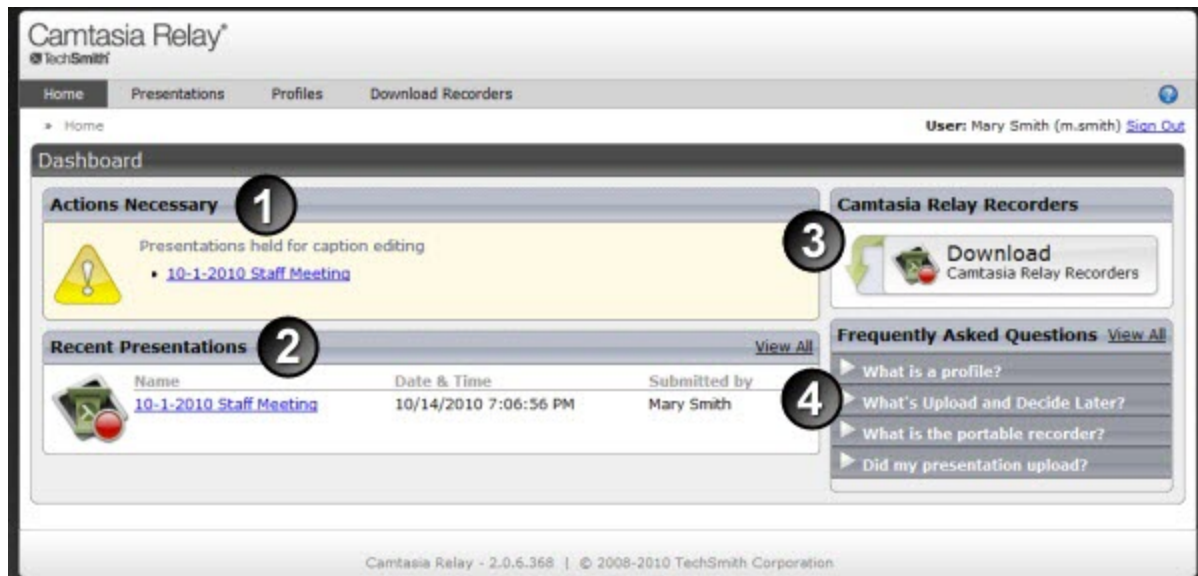 Camtasia Relay®
TechSmith®
Home Presentations Profiles Download Recorders ?
» Home
User: Mary Smith (m.smith) Sign Out
Dashboard
Actions Necessary 1
Presentations held for caption editing
• 10-1-2010 Staff Meeting
Recent Presentations 2 View All
Name Date & Time Submitted by
10-1-2010 Staff Meeting 10/14/2010 7:06:56 PM Mary Smith
Camtasia Relay Recorders
3
Download
Camtasia Relay Recorders
Frequently Asked Questions View All
4
What is a profile?
What's Upload and Decide Later?
What is the portable recorder?
Did my presentation upload?
Camtasia Relay - 2.0.6.368 | © 2008-2010 TechSmith Corporation